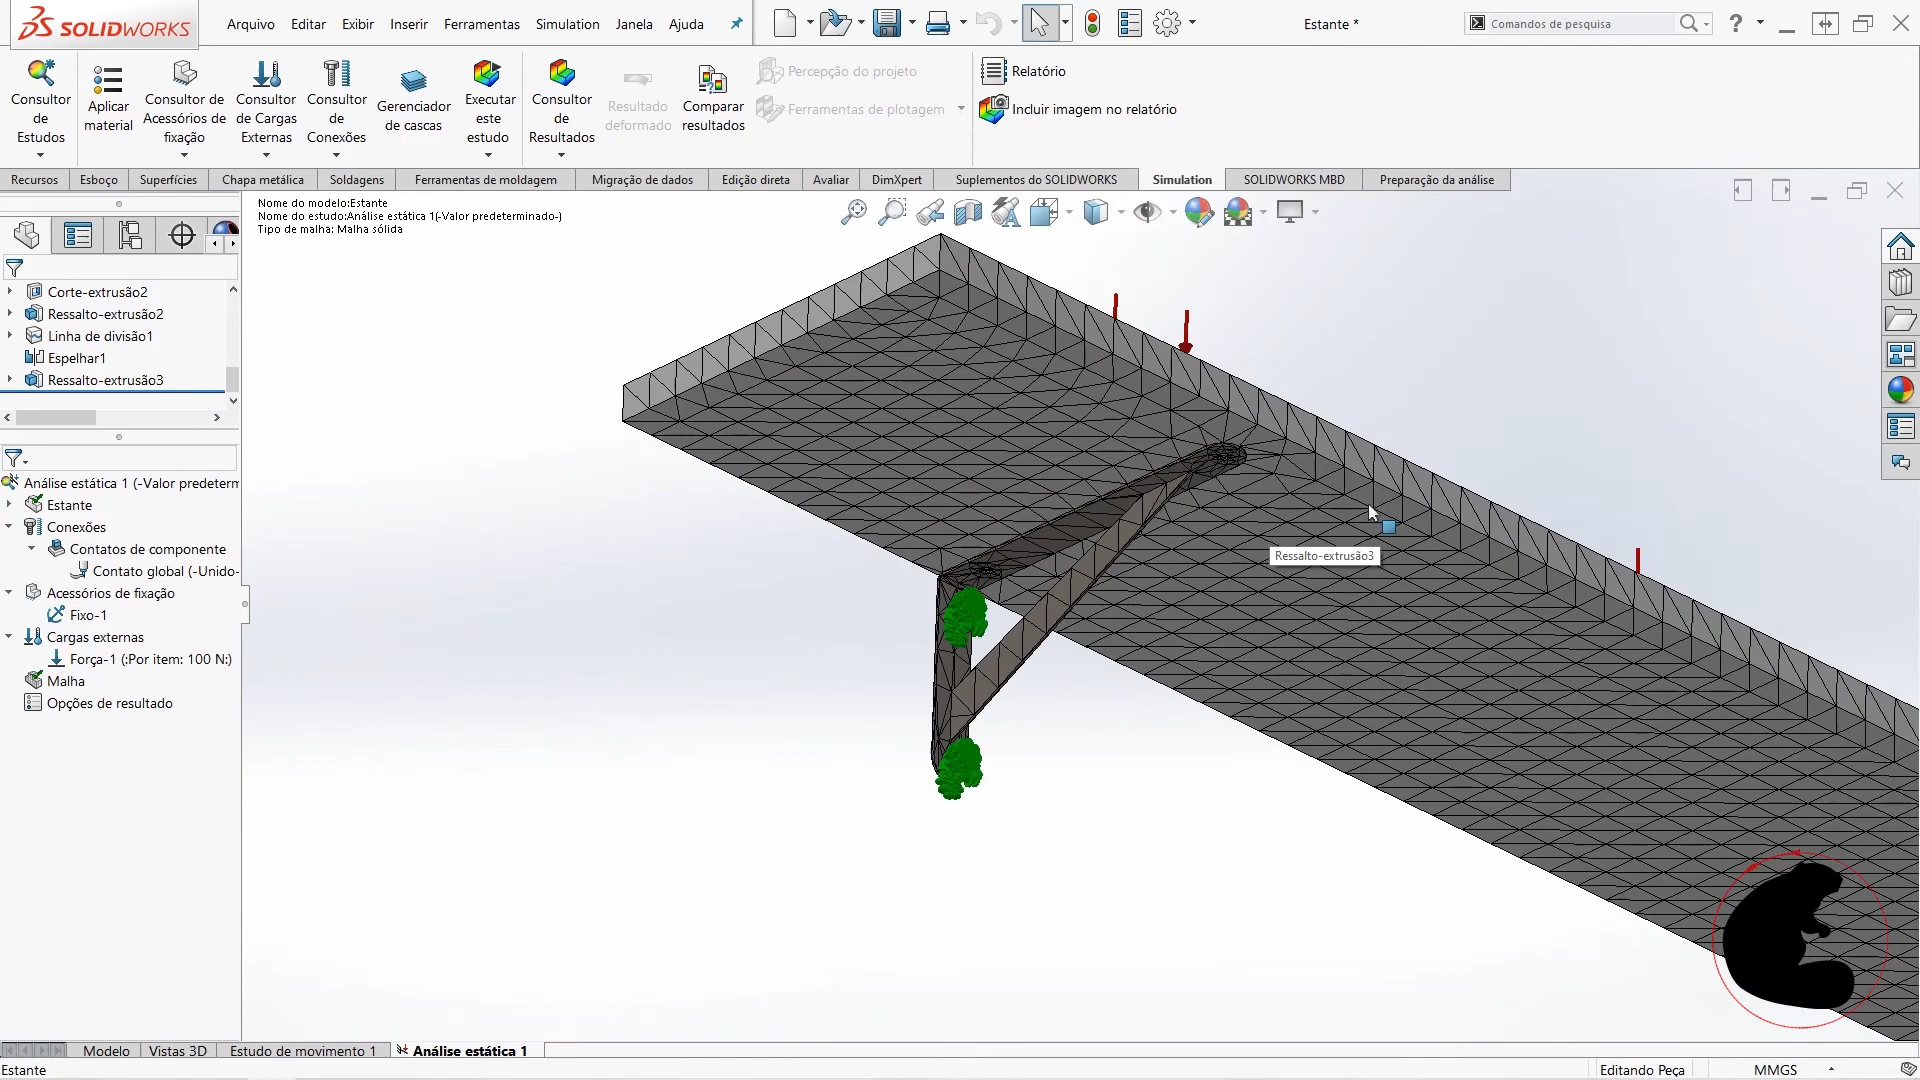 SOLIDWORKS
Arquivo Editar Exibir Inserir Ferramentas Simulation Janela Ajuda
Estante *
Comandos de pesquisa
Consultor de Estudos
Aplicar material
Consultor de Acessórios de fixação
Consultor de Cargas Externas
Consultor de Conexões
Gerenciador de cascas
Executar este estudo
Consultor de Resultados
Resultado deformado
Comparar resultados
Percepção do projeto
Ferramentas de plotagem
Relatório
Incluir imagem no relatório
Recursos Esboço Superfícies Chapa metálica Soldagens Ferramentas de moldagem Migração de dados Edição direta Avaliar DimXpert Suplementos do SOLIDWORKS Simulation SOLIDWORKS MBD Preparação da análise
Nome do modelo:Estante
Nome do estudo:Análise estática 1(-Valor predeterminado-)
Tipo de malha: Malha sólida
Corte-extrusão2
Ressalto-extrusão2
Linha de divisão1
Espelhar1
Ressalto-extrusão3
Análise estática 1 (-Valor predeterm
Estante
Conexões
Contatos de componente
Contato global (-Unido-
Acessórios de fixação
Fixo-1
Cargas externas
Força-1 (:Por item: 100 N:)
Malha
Opções de resultado
Ressalto-extrusão3
Modelo Vistas 3D Estudo de movimento 1 Análise estática 1
Estante
Editando Peça
MMGS